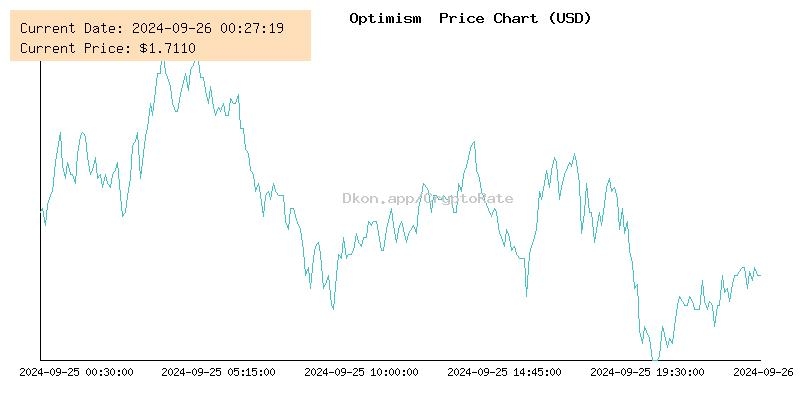 Optimism  Price Chart (USD)
Current Date: 2024-09-26 00:27:19
Current Price: $1.7110
Dkon.app/CryptoRate
2024-09-25 00:30:00 2024-09-25 05:15:00 2024-09-25 10:00:00 2024-09-25 14:45:00 2024-09-25 19:30:00 2024-09-26